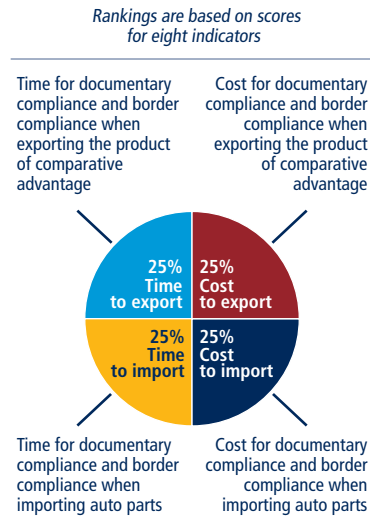 Rankings are based on scores
for eight indicators
Time for documentary
compliance and border
compliance when
exporting the product
of comparative
advantage
Cost for documentary
compliance and border
compliance when
exporting the product
of comparative
advantage
25%
Time
to export
25%
Cost
to export
25%
Time
to import
25%
Cost
to import
Time for documentary
compliance and border
compliance when
importing auto parts
Cost for documentary
compliance and border
compliance when
importing auto parts